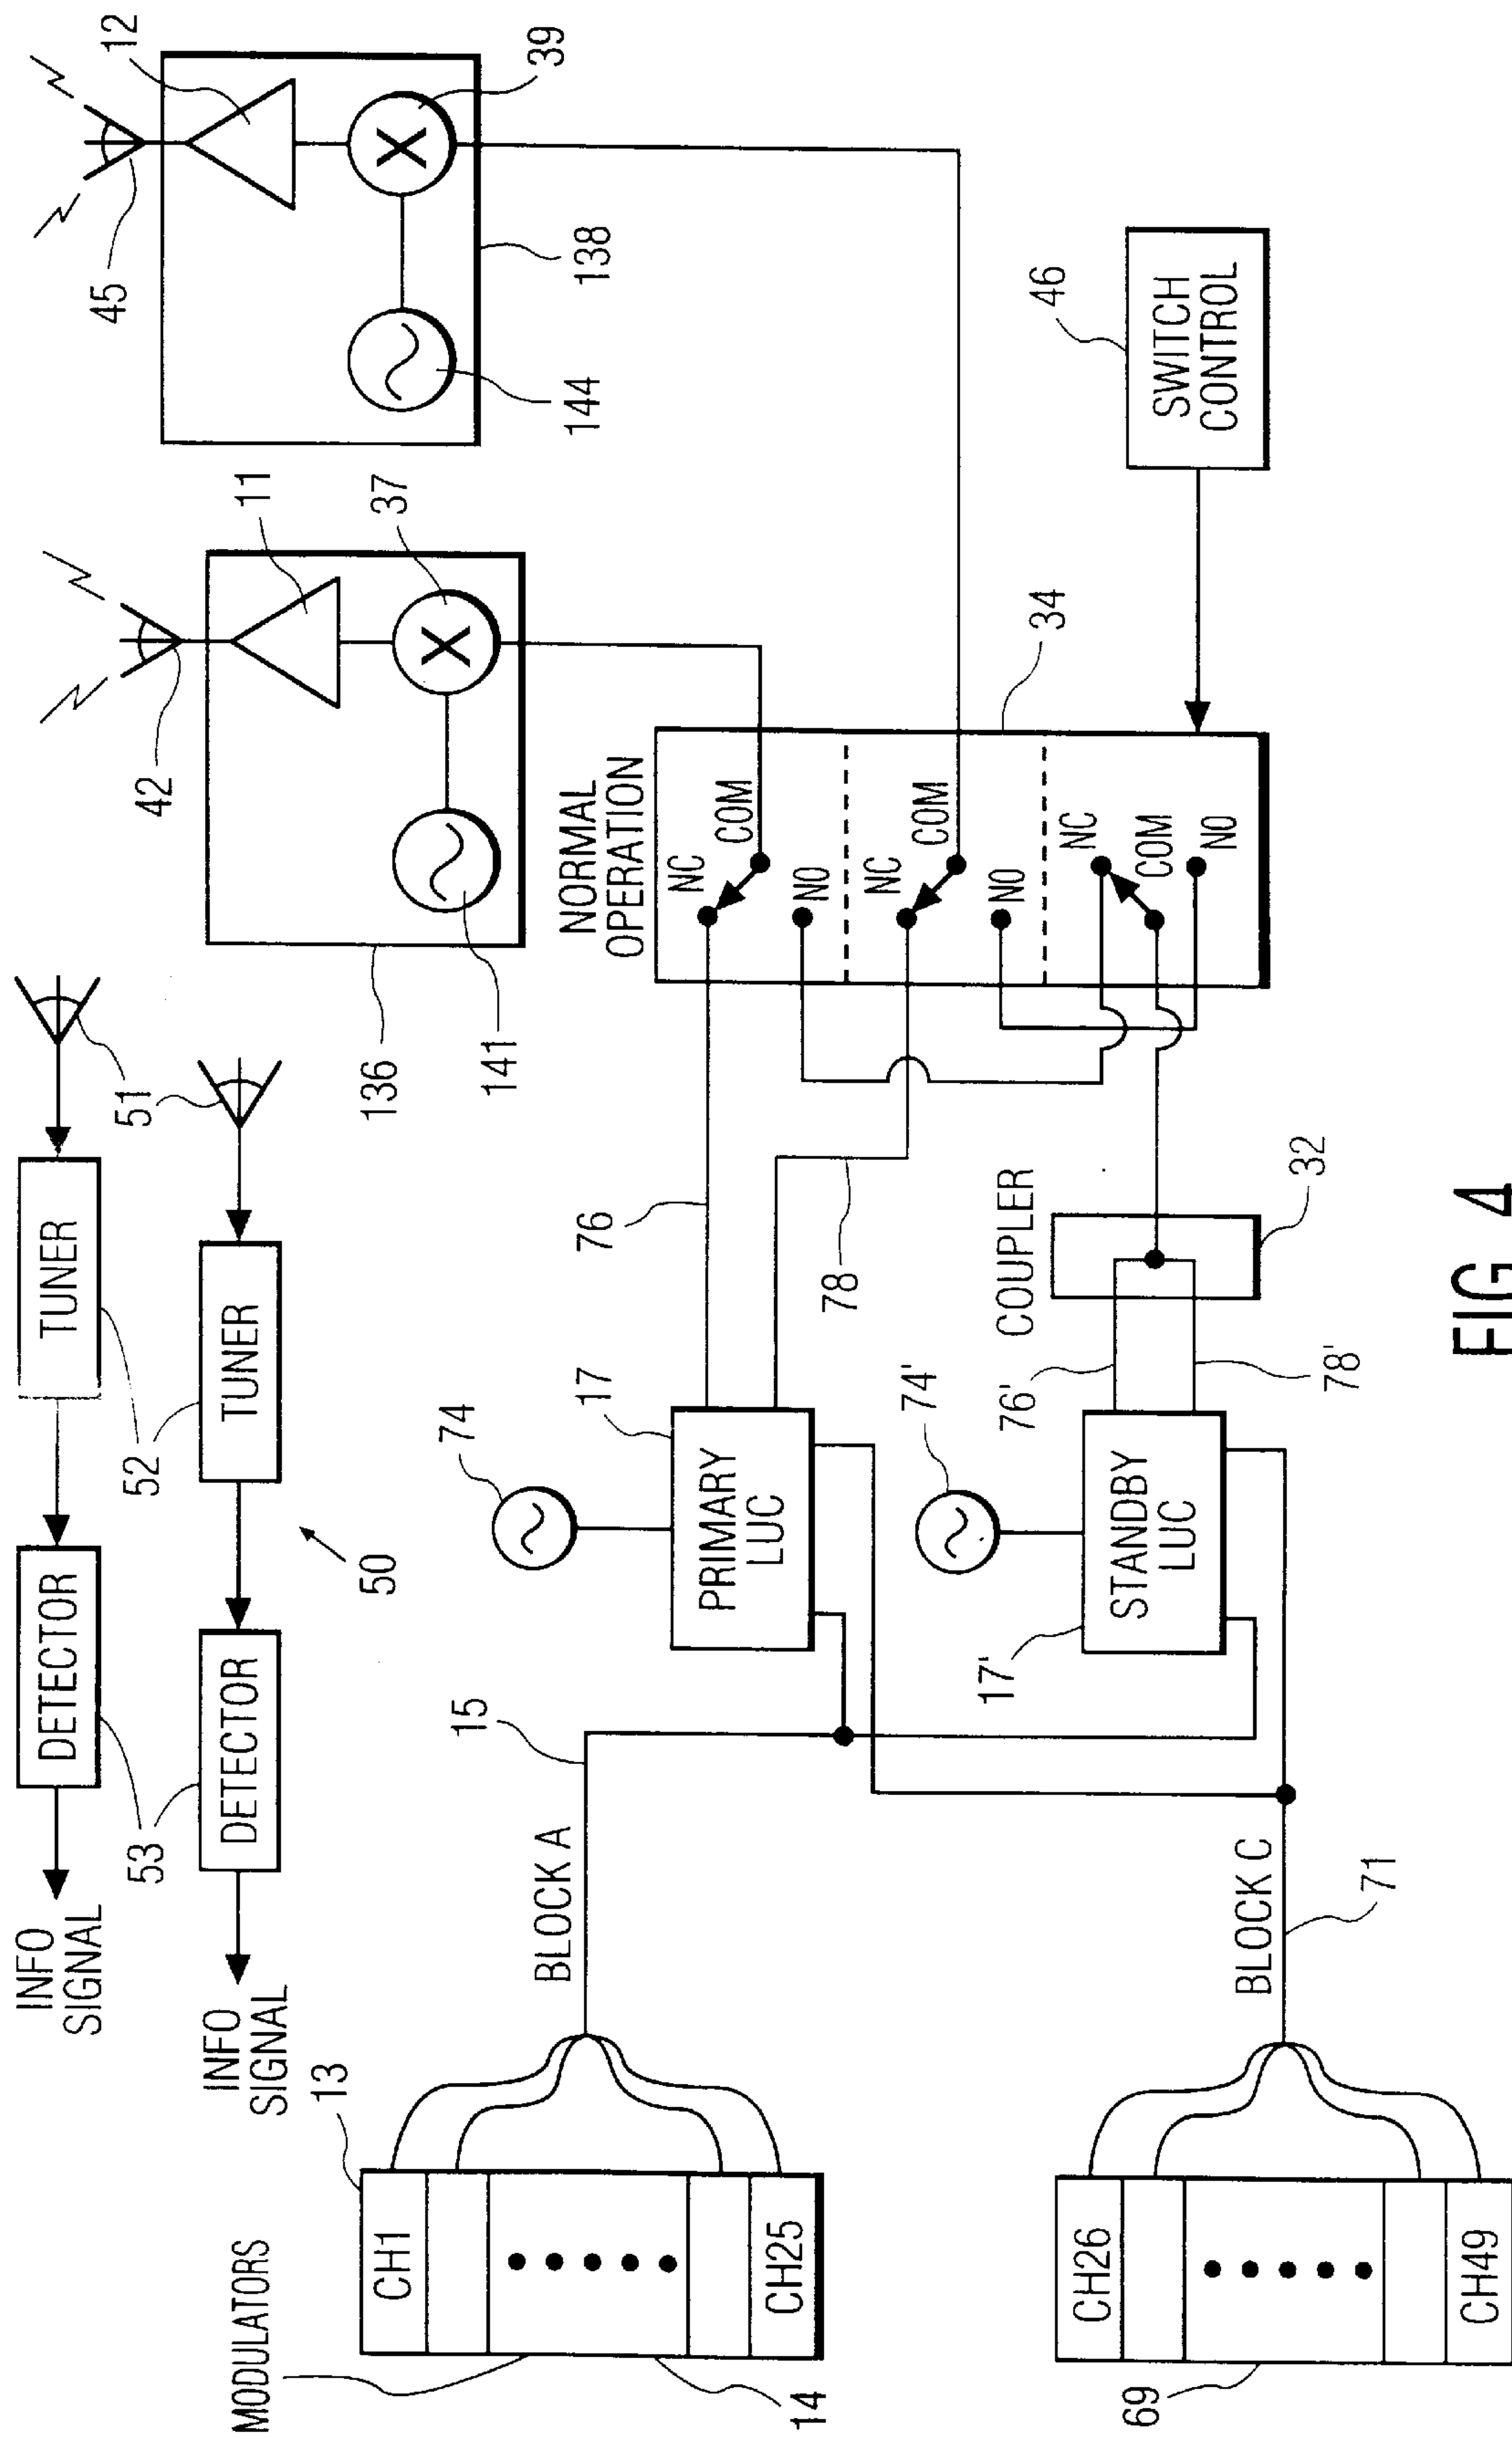 INFO
SIGNAL
53
DETECTOR
52
TUNER
51
INFO
SIGNAL
DETECTOR
TUNER
50
45
12
39
138
144
42
11
37
136
141
MODULATORS
13
14
CH1
CH25
BLOCK A
15
74
17
PRIMARY
LUC
76
78
NORMAL
OPERATION
NC
COM
NO
NC
COM
NO
NC
COM
NO
34
46
SWITCH
CONTROL
69
CH26
CH49
BLOCK C
71
17'
74'
STANDBY
LUC
76'
78'
COUPLER
32
FIG. 4